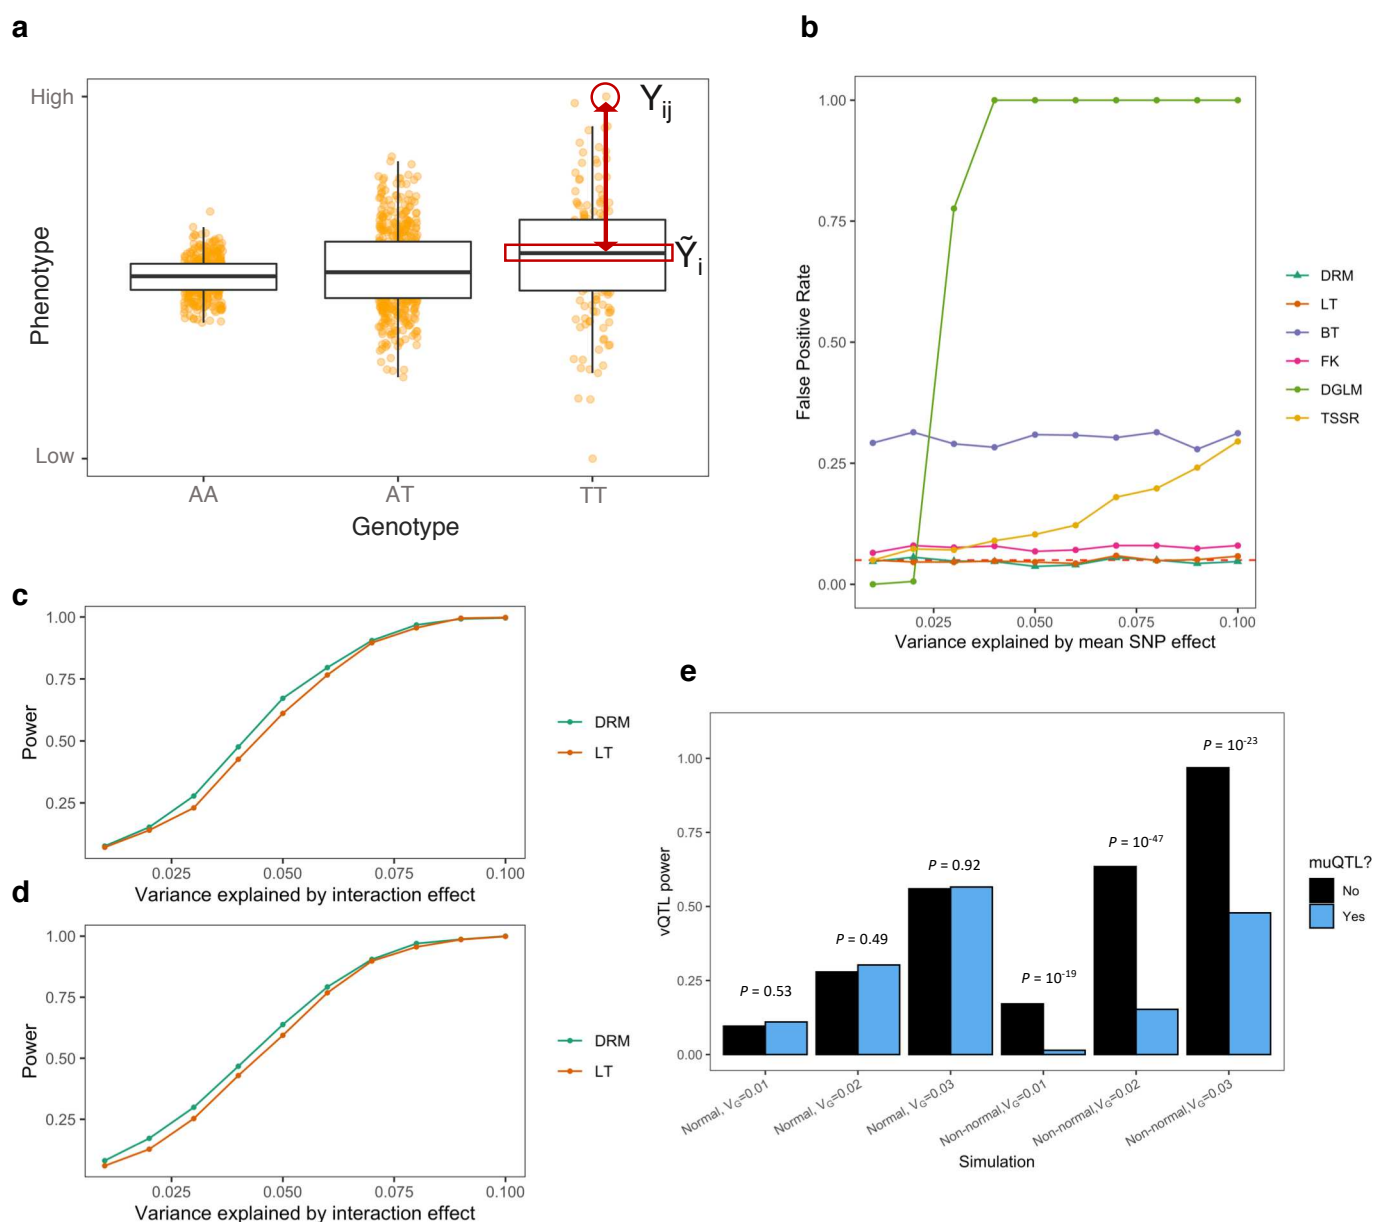 a
High
Low
Phenotype
Y_ij
Ỹ_i
AA AT TT
Genotype
b
1.00
0.75
0.50
0.25
0.00
False Positive Rate
0.025 0.050 0.075 0.100
Variance explained by mean SNP effect
DRM
LT
BT
FK
DGLM
TSSR
c
1.00
0.75
0.50
0.25
Power
0.025 0.050 0.075 0.100
Variance explained by interaction effect
DRM
LT
d
1.00
0.75
0.50
0.25
Power
0.025 0.050 0.075 0.100
Variance explained by interaction effect
DRM
LT
e
1.00
0.75
0.50
0.25
0.00
vQTL power
P = 0.53
P = 0.49
P = 0.92
P = 10^-19
P = 10^-47
P = 10^-23
Normal, V_G=0.01
Normal, V_G=0.02
Normal, V_G=0.03
Non-normal, V_G=0.01
Non-normal, V_G=0.02
Non-normal, V_G=0.03
Simulation
muQTL?
No
Yes